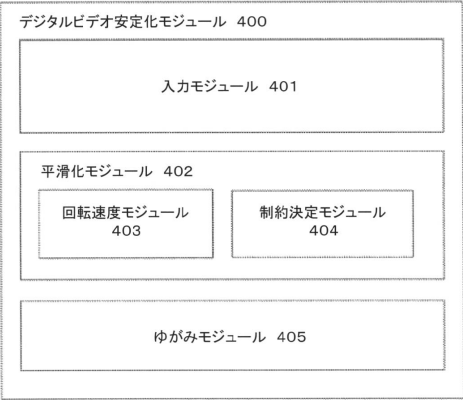 デジタルビデオ安定化モジュール 400
入力モジュール 401
平滑化モジュール 402
回転速度モジュール
403
制約決定モジュール
404
ゆがみモジュール 405